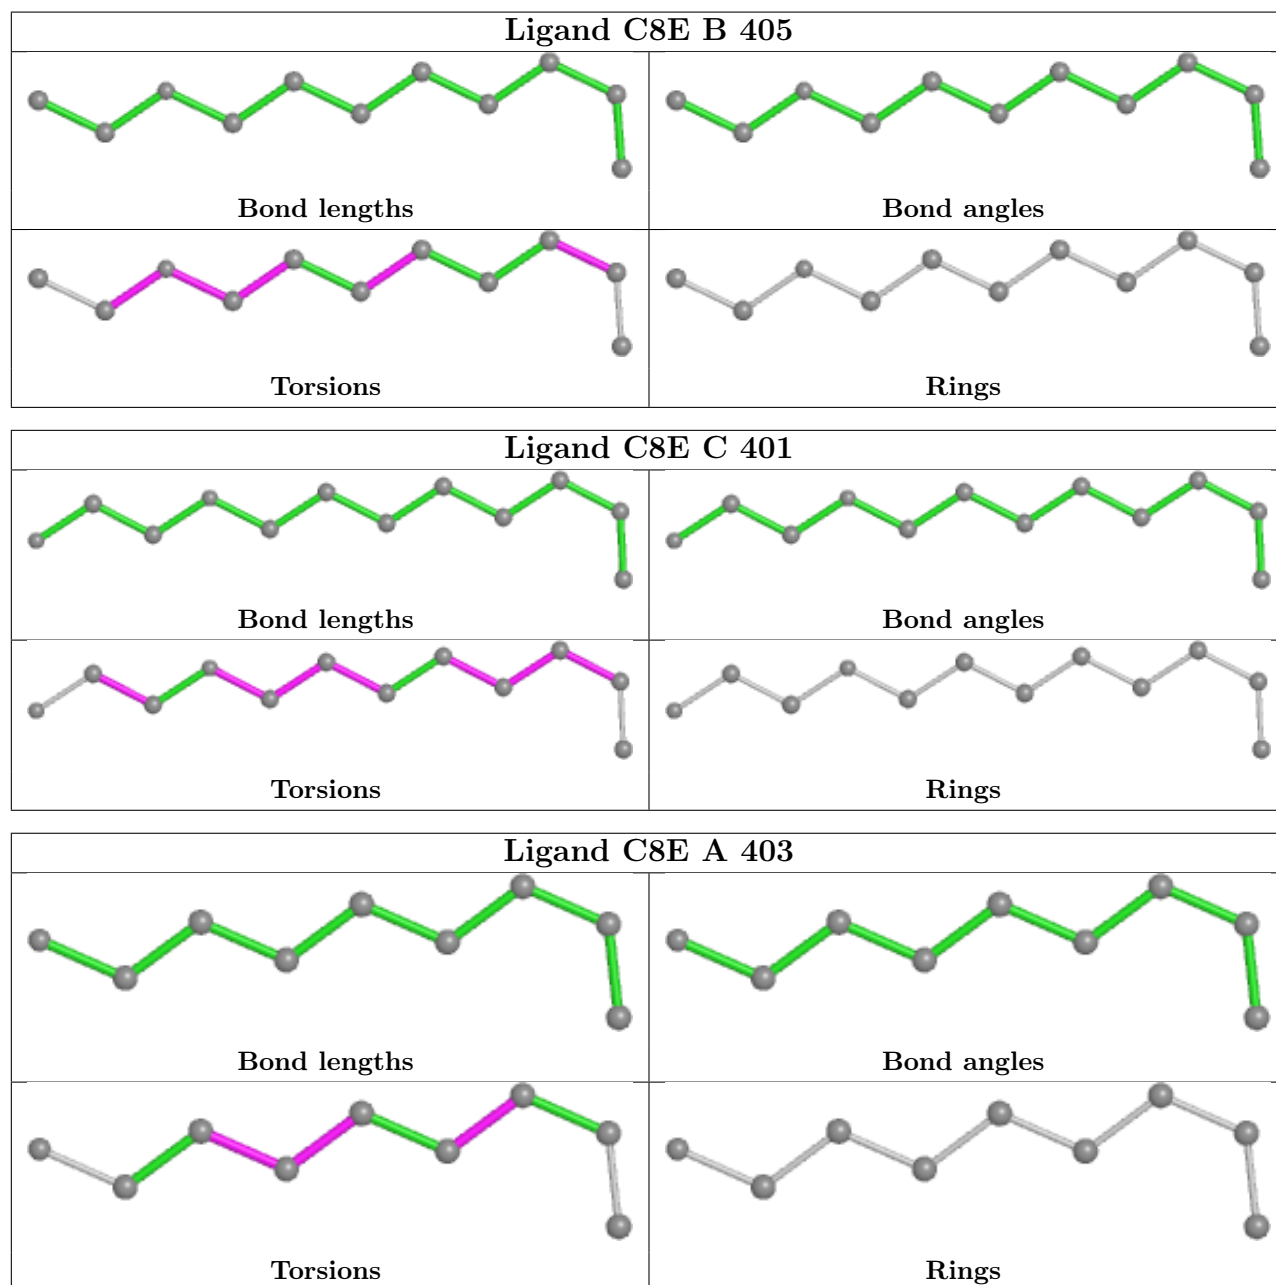 Ligand C8E B 405
Bond lengths
Bond angles
Torsions
Rings
Ligand C8E C 401
Bond lengths
Bond angles
Torsions
Rings
Ligand C8E A 403
Bond lengths
Bond angles
Torsions
Rings